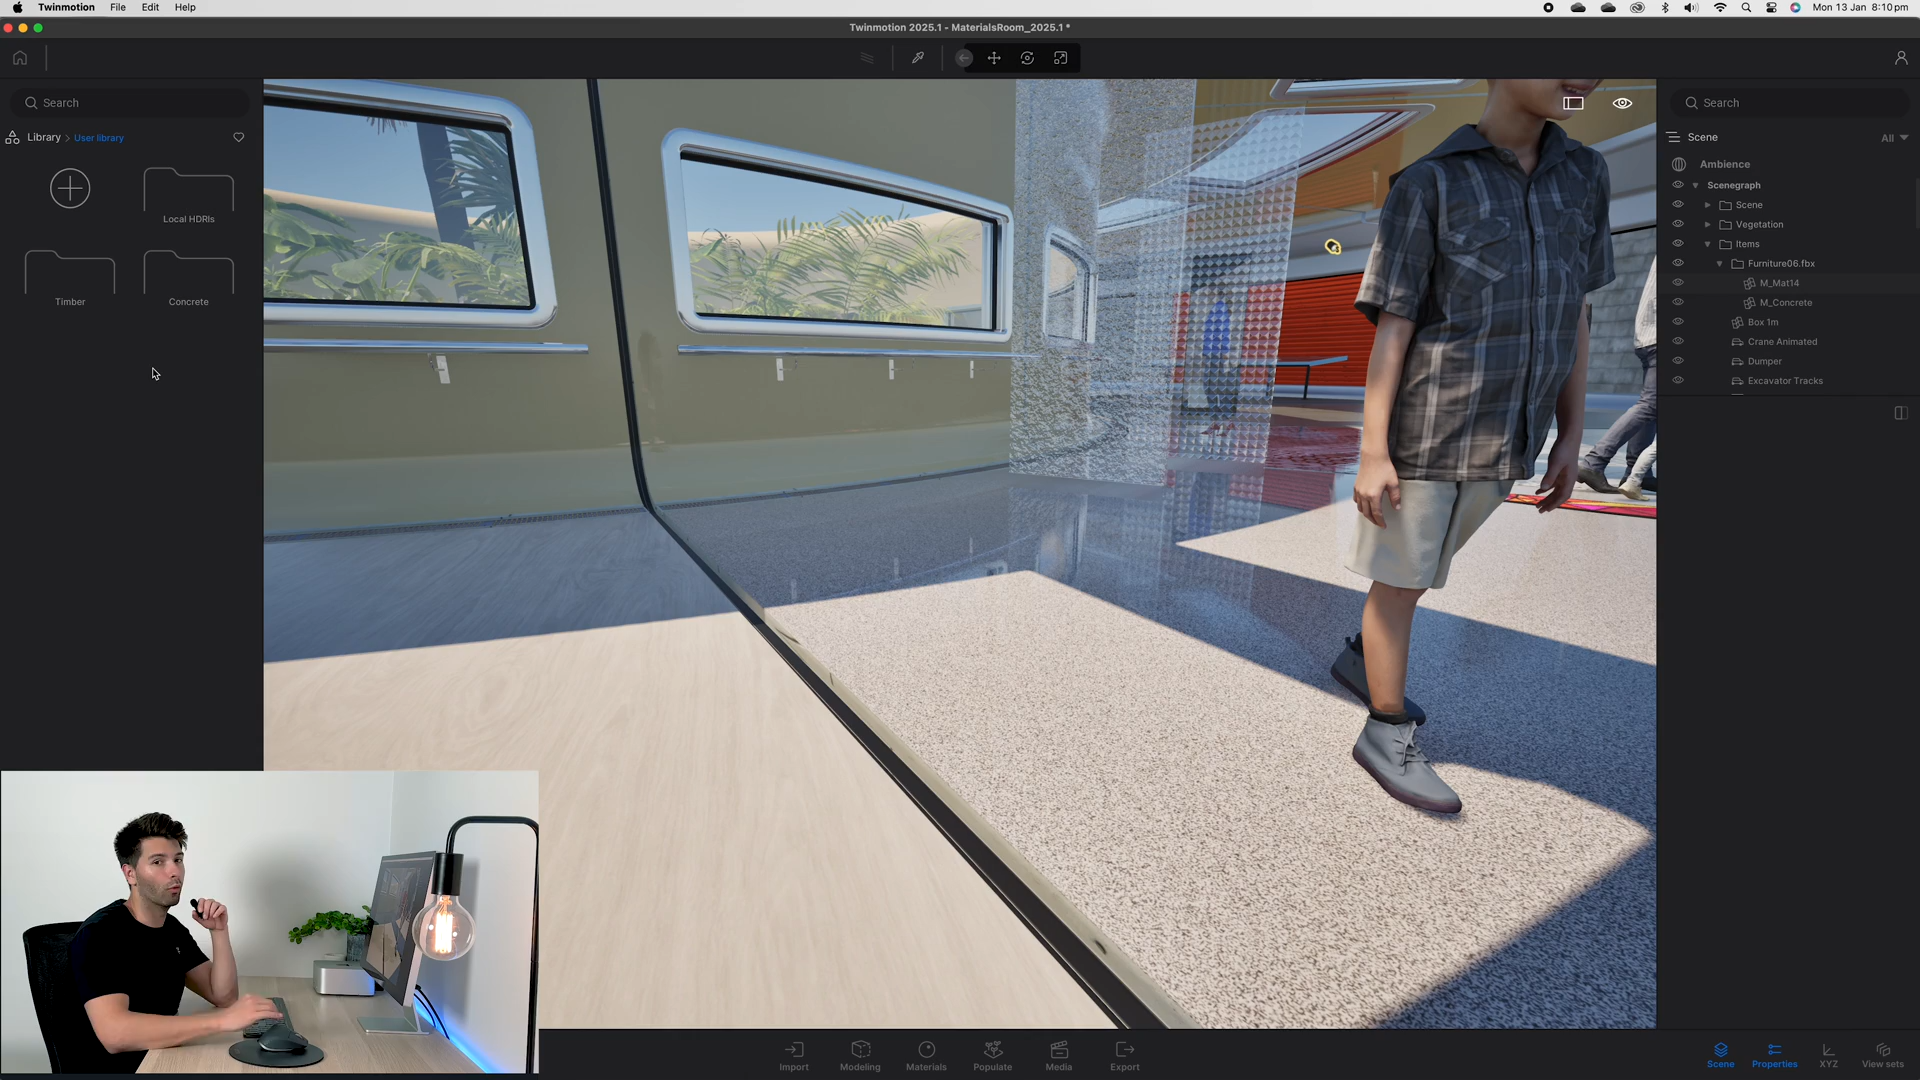 Twinmotion File Edit Help
Mon 13 Jan 8:10 pm
Twinmotion 2025.1 - MaterialsRoom_2025.1 *
Search
Library > User library
Local HDRIs
Timber
Concrete
Search
Scene
All
Ambience
Scenegraph
Scene
Vegetation
Items
Furniture06.fbx
M_Mat14
M_Concrete
Box 1m
Crane Animated
Dumper
Excavator Tracks
Import
Modeling
Materials
Populate
Media
Export
Scene
Properties
XYZ
View sets